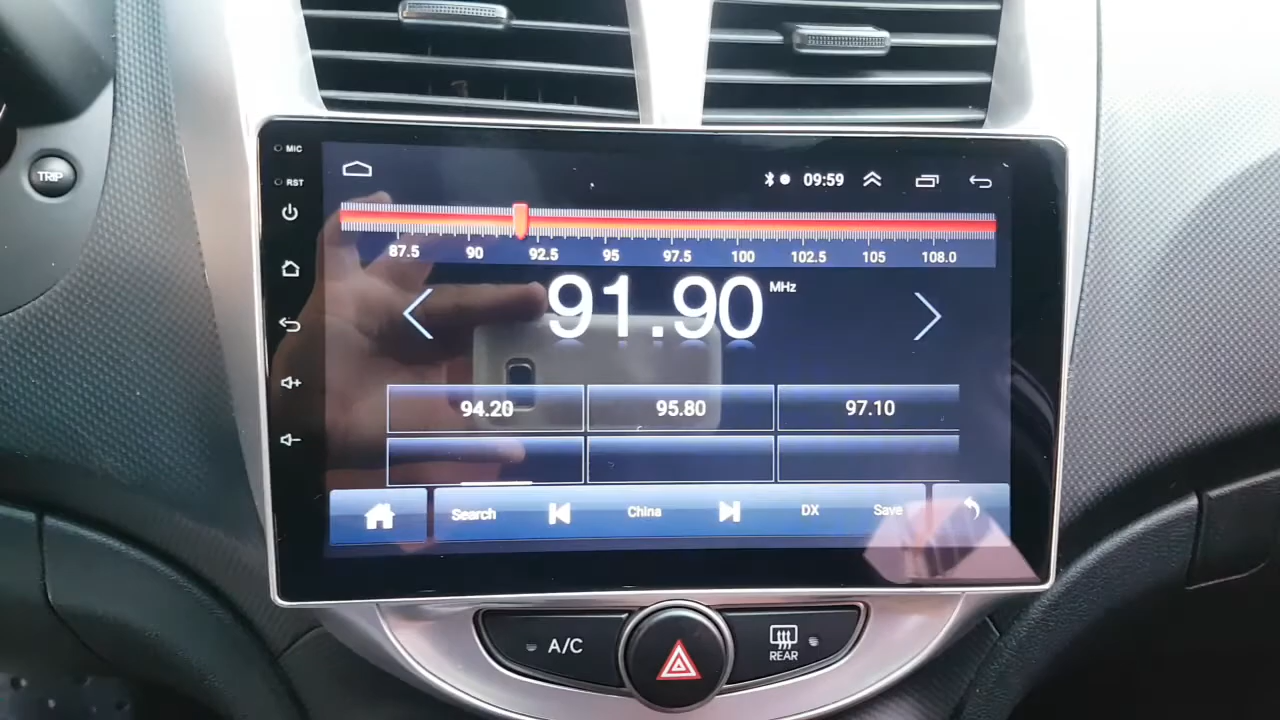 MIC
RST
TRIP
09:59
87.5 90 92.5 95 97.5 100 102.5 105 108.0
91.90 MHz
94.20 95.80 97.10
Search China DX Save
A/C
REAR